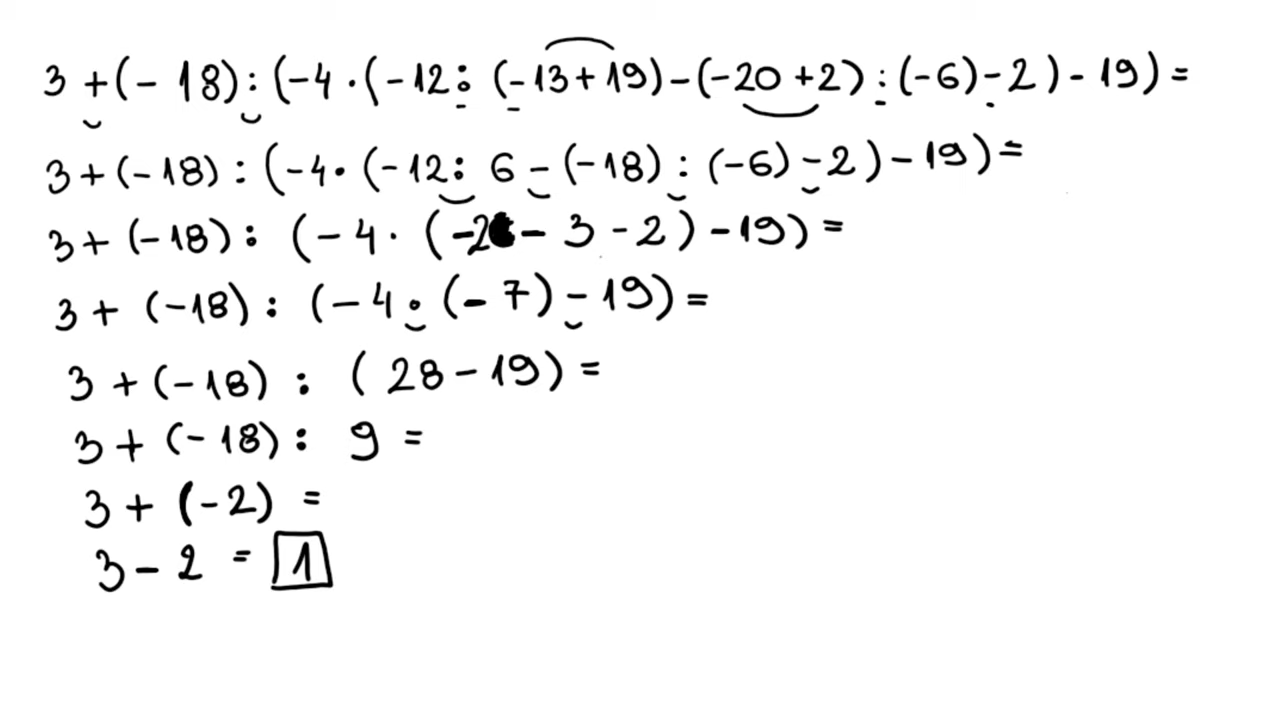 3 + (- 18) : (-4 · (-12 : (-13 + 19) - (-20 + 2) : (-6) - 2) - 19) =
3 + (-18) : (-4 · (-12 : 6 - (-18) : (-6) - 2) - 19) =
3 + (-18) : (-4 · (-2 - 3 - 2) - 19) =
3 + (-18) : (-4 · (-7) - 19) =
3 + (-18) : (28 - 19) =
3 + (-18) : 9 =
3 + (-2) =
3 - 2 = 1